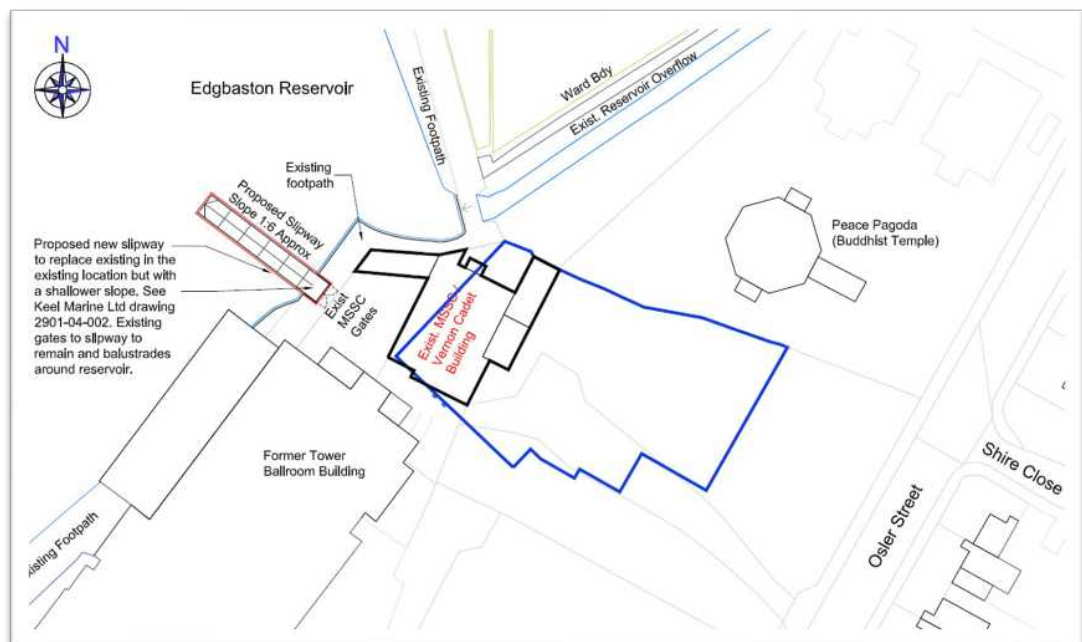 N
Edgbaston Reservoir
Existing Footpath
Ward Bdy
Exist. Reservoir Overflow
Existing
footpath
Proposed Slipway
Slope 1:6 Approx
Proposed new slipway
to replace existing in the
existing location but with
a shallower slope. See
Keel Marine Ltd drawing
2901-04-002. Existing
gates to slipway to
remain and balustrades
around reservoir.
Exist
MSSC
Gates
Exist. MSSC /
Vernon Cadet
Building
Peace Pagoda
(Buddhist Temple)
Former Tower
Ballroom Building
Existing Footpath
Osler Street
Shire Close